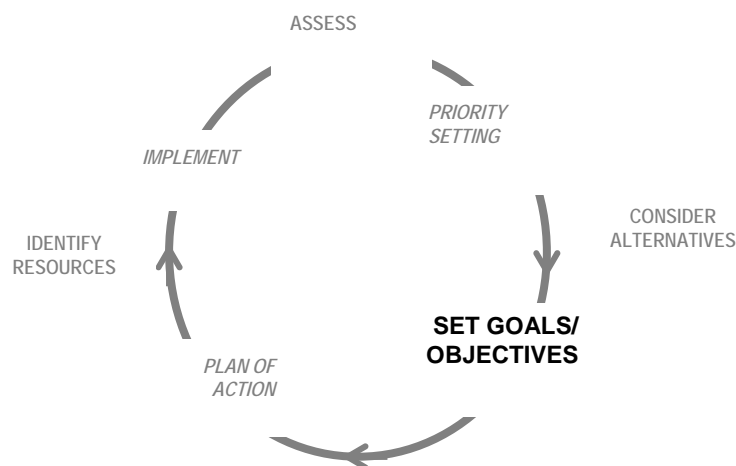 ASSESS
PRIORITY
SETTING
CONSIDER
ALTERNATIVES
SET GOALS/
OBJECTIVES
PLAN OF
ACTION
IDENTIFY
RESOURCES
IMPLEMENT